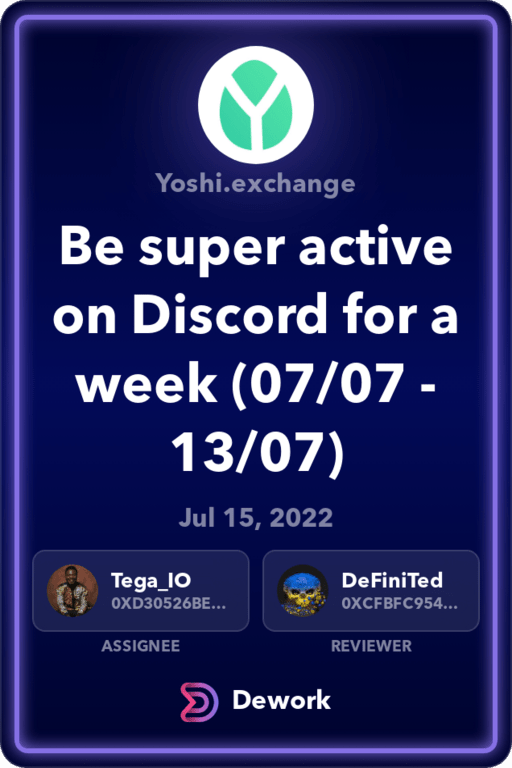 Yoshi.exchange
Be super active
on Discord for a
week (07/07 -
13/07)
Jul 15, 2022
Tega_IO
0XD30526BE...
ASSIGNEE
DeFiniTed
0XCFBFC954...
REVIEWER
Dework